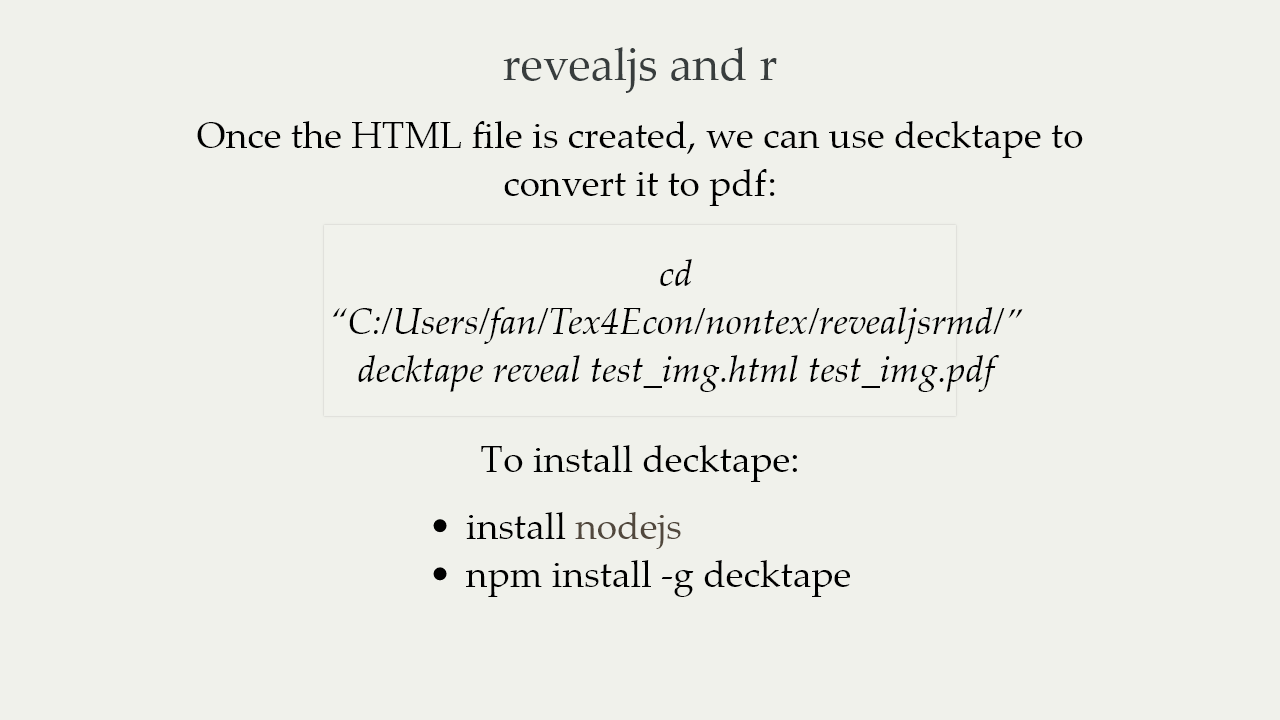 revealjs and r
Once the HTML file is created, we can use decktape to
convert it to pdf:
cd
“C:/Users/fan/Tex4Econ/nontex/revealjsrmd/”
decktape reveal test_img.html test_img.pdf
To install decktape:
• install nodejs
• npm install -g decktape